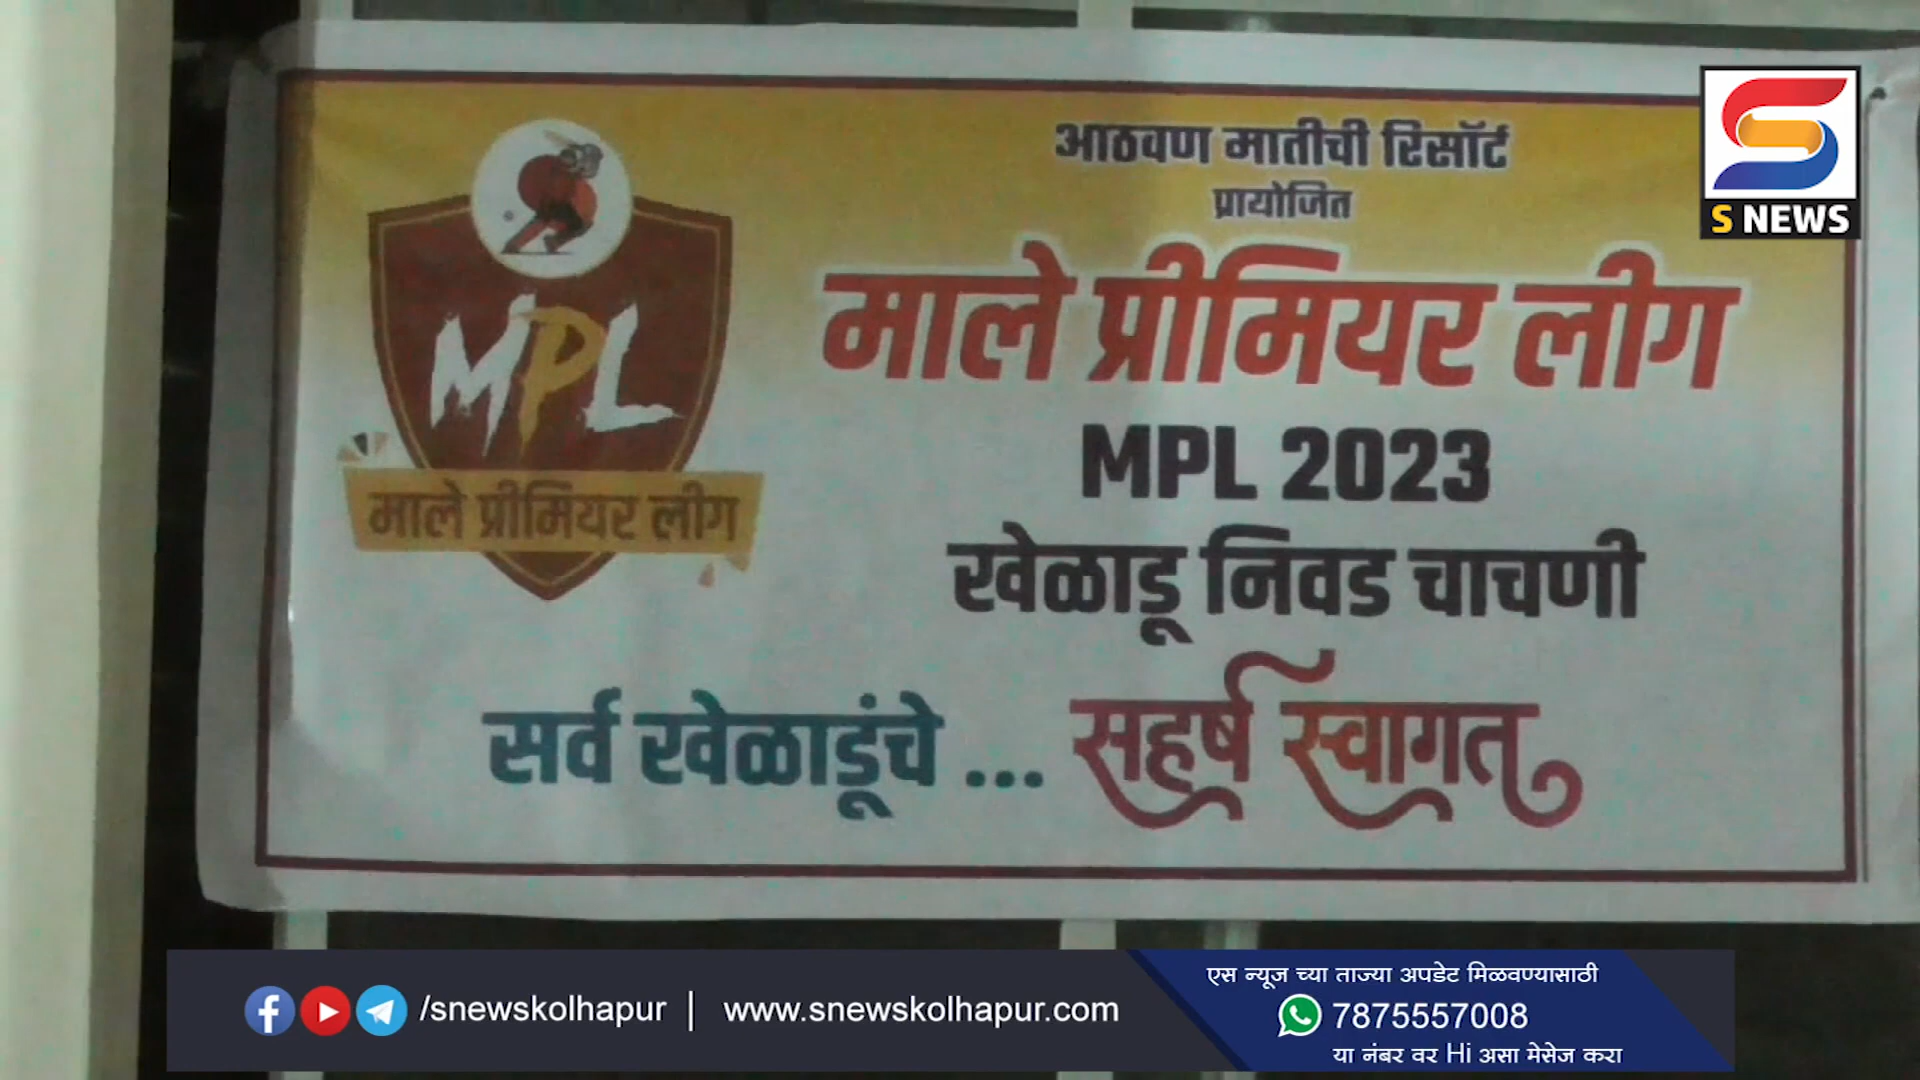 आठवण मातीची रिसॉर्ट
प्रायोजित
माले प्रीमियर लीग
MPL 2023
खेळाडू निवड चाचणी
सर्व खेळाडूंचे ... सहर्ष स्वागत
MPL
माले प्रीमियर लीग
S NEWS
/snewskolhapur | www.snewskolhapur.com
एस न्यूज च्या ताज्या अपडेट मिळवण्यासाठी
7875557008
या नंबर वर Hi असा मेसेज करा